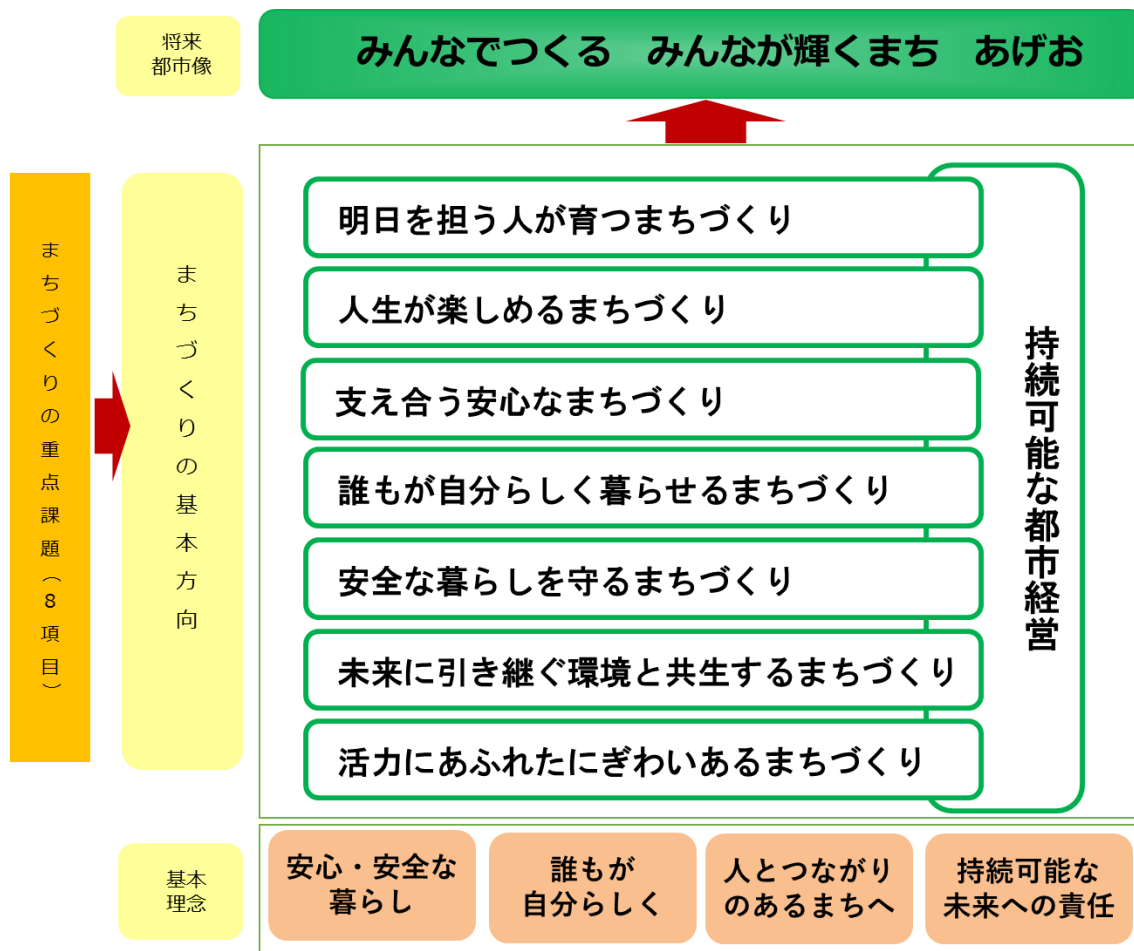 将来
都市像
みんなでつくる　みんなが輝くまち　あげお
まちづくりの重点課題（8項目）
まちづくりの基本方向
明日を担う人が育つまちづくり
人生が楽しめるまちづくり
支え合う安心なまちづくり
誰もが自分らしく暮らせるまちづくり
安全な暮らしを守るまちづくり
未来に引き継ぐ環境と共生するまちづくり
活力にあふれたにぎわいあるまちづくり
持続可能な都市経営
基本
理念
安心・安全な
暮らし
誰もが
自分らしく
人とつながり
のあるまちへ
持続可能な
未来への責任